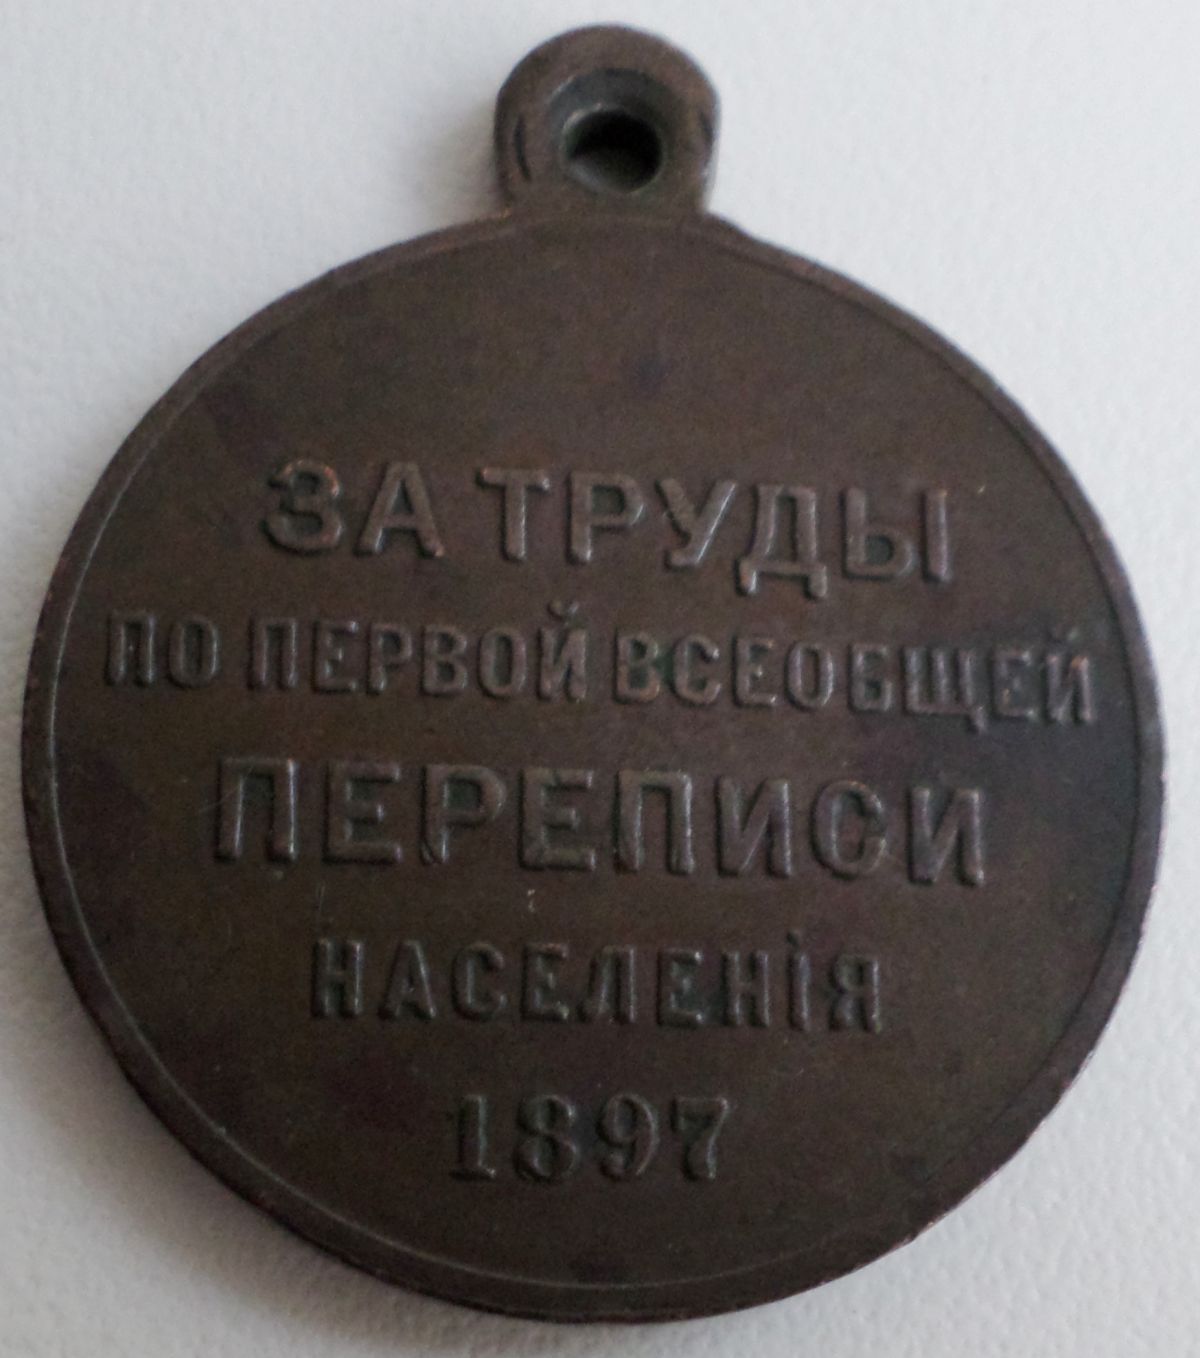 ЗА ТРУДЫ
ПО ПЕРВОЙ ВСЕОБЩЕЙ
ПЕРЕПИСИ
НАСЕЛЕНІЯ
1897